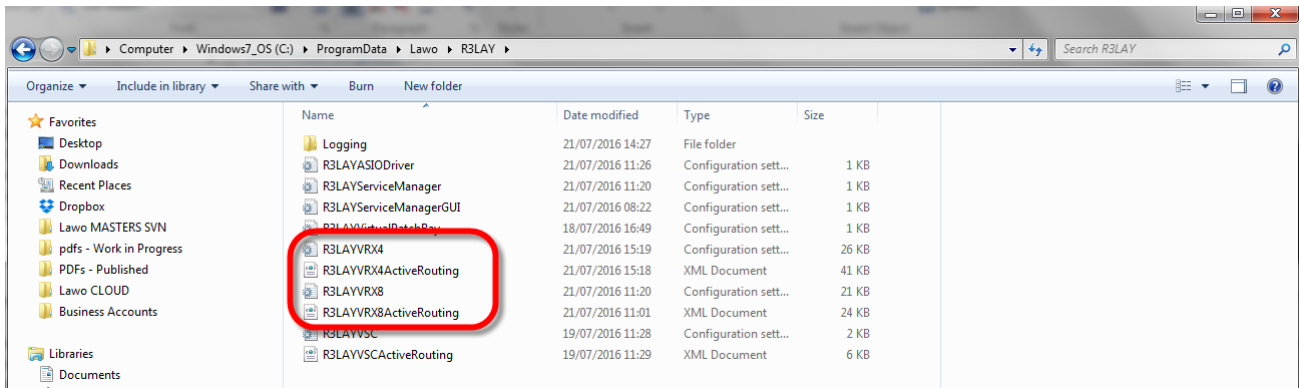 Computer Windows7_OS (C:) ProgramData Lawo R3LAY Search R3LAY
Organize Include in library Share with Burn New folder
Name Date modified Type Size
Favorites
Desktop
Downloads
Recent Places
Dropbox
Lawo MASTERS SVN
pdfs - Work in Progress
PDFs - Published
Lawo CLOUD
Business Accounts
Libraries
Documents
Logging 21/07/2016 14:27 File folder
R3LAYASIODriver 21/07/2016 11:26 Configuration sett... 1 KB
R3LAYServiceManager 21/07/2016 11:20 Configuration sett... 1 KB
R3LAYServiceManagerGUI 21/07/2016 08:22 Configuration sett... 1 KB
R3LAYVirtualPatchBay 18/07/2016 16:49 Configuration sett... 1 KB
R3LAYVRX4 21/07/2016 15:19 Configuration sett... 26 KB
R3LAYVRX4ActiveRouting 21/07/2016 15:18 XML Document 41 KB
R3LAYVRX8 21/07/2016 11:20 Configuration sett... 21 KB
R3LAYVRX8ActiveRouting 21/07/2016 11:01 XML Document 24 KB
R3LAYVSC 19/07/2016 11:28 Configuration sett... 2 KB
R3LAYVSCActiveRouting 19/07/2016 11:29 XML Document 6 KB